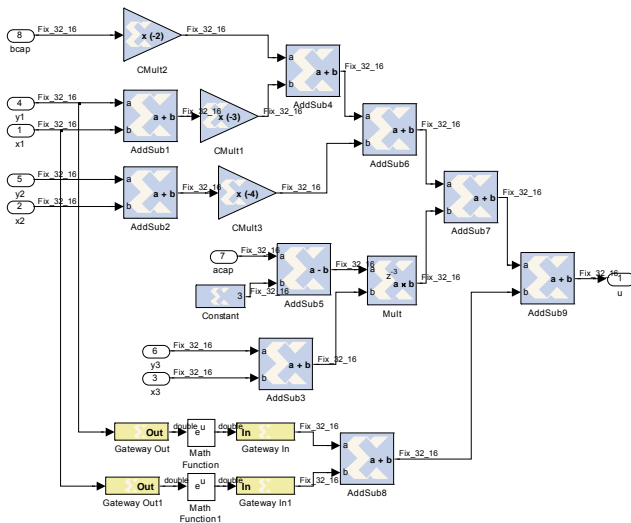 8
Fix_32_16
bcap
x (-2)
CMult2
Fix_32_16
a
b
a + b
AddSub4
Fix_32_16
4
Fix_32_16
y1
1
Fix_32_16
x1
a
b
a + b
AddSub1
Fix_32_16
x (-3)
CMult1
Fix_32_16
a
b
a + b
AddSub6
Fix_32_16
5
Fix_32_16
y2
2
Fix_32_16
x2
a
b
a + b
AddSub2
Fix_32_16
x (-4)
CMult3
Fix_32_16
a
b
a + b
AddSub7
Fix_32_16
7
Fix_32_16
acap
3
Constant
Fix_32_16
a
b
a - b
AddSub5
Fix_32_16
a
b
z-3
a x b
Mult
Fix_32_16
a
b
a + b
AddSub9
Fix_32_16
1
u
6
Fix_32_16
y3
3
Fix_32_16
x3
a
b
a + b
AddSub3
Fix_32_16
Out
Gateway Out
double
eu
Math
Function
double
In
Gateway In
Fix_32_16
a
b
a + b
AddSub8
Fix_32_16
Out
Gateway Out1
double
eu
Math
Function1
double
In
Gateway In1
Fix_32_16